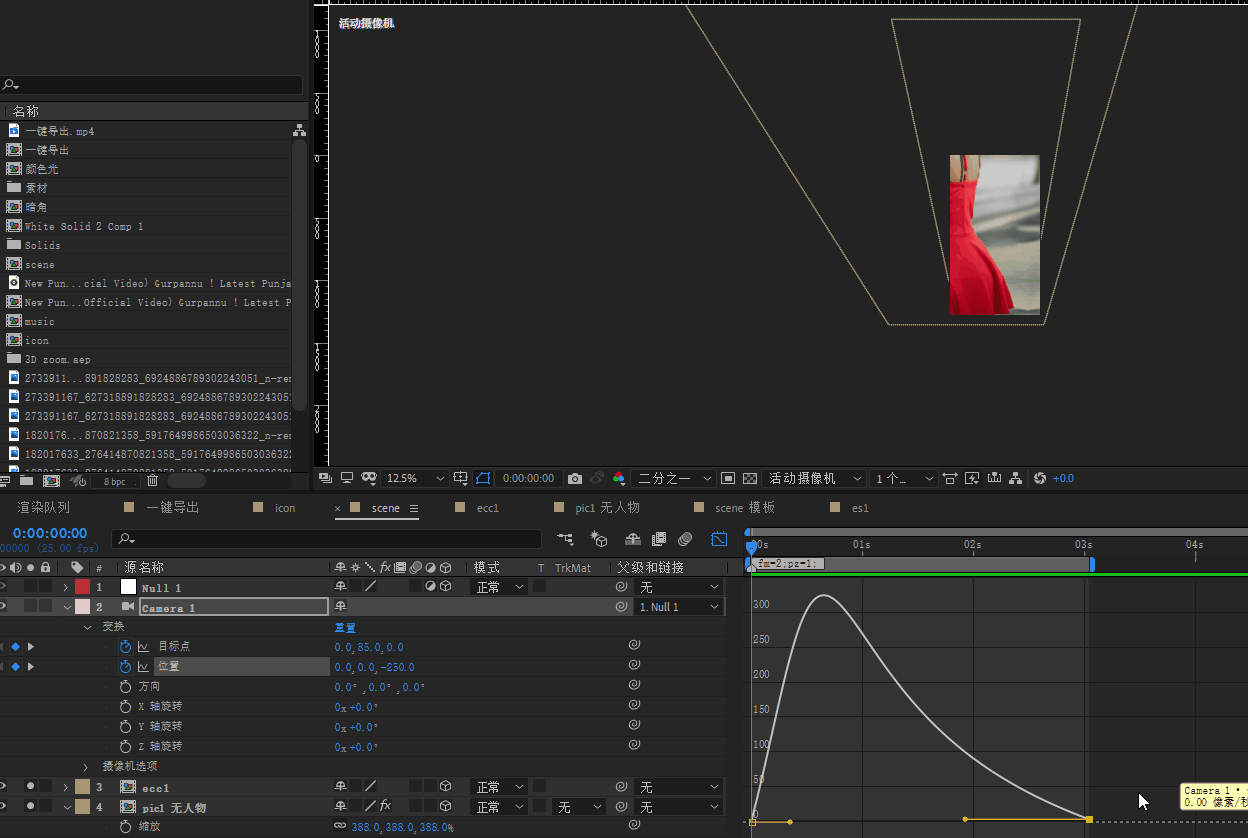 活动摄像机
名称
一键导出.mp4
一键导出
颜色光
素材
暗角
White Solid 2 Comp 1
Solids
scene
New Pun...cial Video) Gurpannu ! Latest Punja
New Pun...Official Video) Gurpannu ! Latest P
music
icon
3D zoom.aep
2733911...891828283_6924886789302243051_n-ren
273391167_627318891828283_692488678930224305
273391167_627318891828283_692488678930224305
1820176...870821358_5917649986503036322_n-ren
182017633_276414870821358_591764998650303632
8 bpc
12.5%
0:00:00:00
二分之一
活动摄像机
1 个...
+0.0
渲染队列
一键导出
icon
× scene
ecc1
pic1 无人物
scene 模板
es1
0:00:00:00
00000 (25.00 fps)
# 源名称
fx
模式
T TrkMat
父级和链接
:00s 01s 02s 03s 04s
fm=2;pz=1;
1 Null 1 正常 无
2 Camera 1 1. Null 1
变换 重置
目标点 0.0,85.0,0.0
位置 0.0,0.0,-250.0
方向 0.0°,0.0°,0.0°
X 轴旋转 0x+0.0°
Y 轴旋转 0x+0.0°
Z 轴旋转 0x+0.0°
摄像机选项
3 ecc1 正常 无
4 pic1 无人物 fx 正常 无 无
缩放 388.0,388.0,388.0%
300
250
200
150
100
50
0
Camera 1 •
0.00 像素/秒